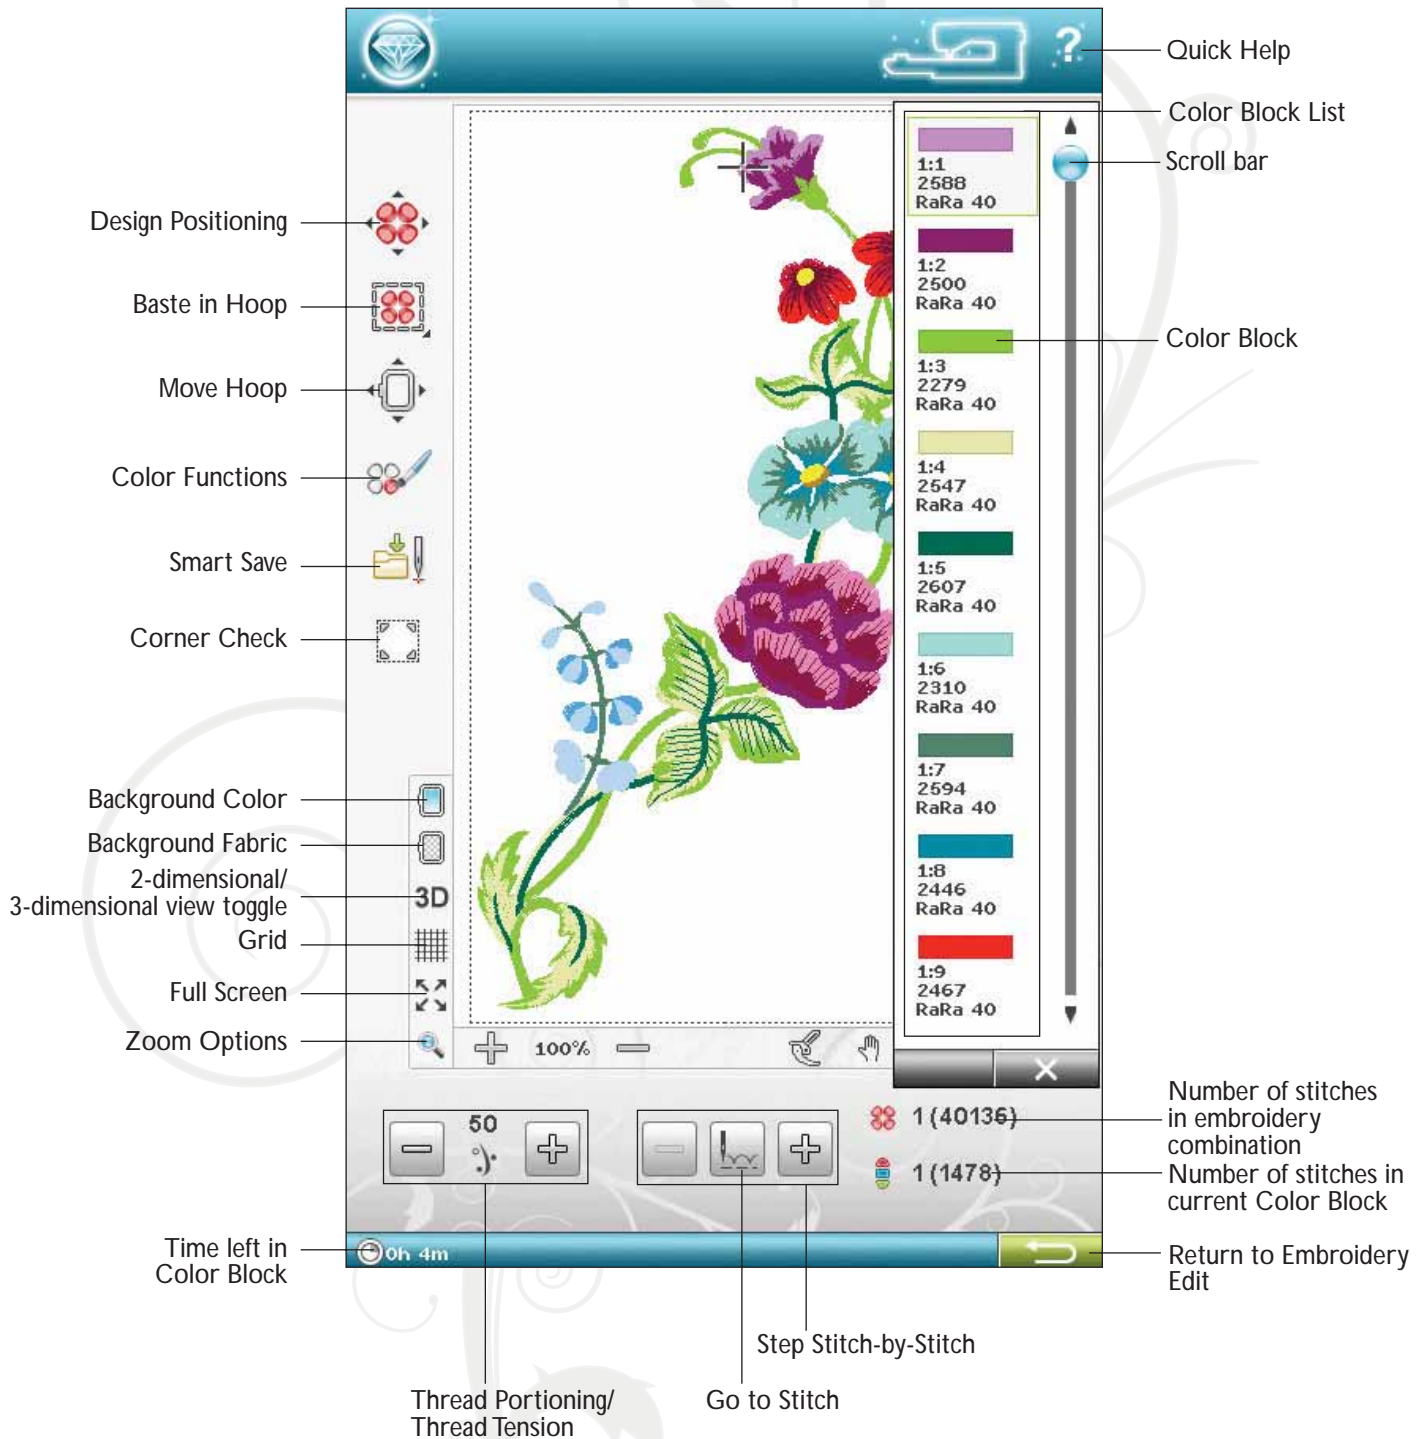 Quick Help
Color Block List
Scroll bar
Design Positioning
Baste in Hoop
Move Hoop
Color Functions
Smart Save
Corner Check
Background Color
Background Fabric
2-dimensional/
3-dimensional view toggle
Grid
Full Screen
Zoom Options
3D
100%
1:1
2588
RaRa 40
1:2
2500
RaRa 40
1:3
2279
RaRa 40
1:4
2547
RaRa 40
1:5
2607
RaRa 40
1:6
2310
RaRa 40
1:7
2594
RaRa 40
1:8
2446
RaRa 40
1:9
2467
RaRa 40
?
Color Block
50
1 (40136)
1 (1478)
Number of stitches
in embroidery
combination
Number of stitches in
current Color Block
Time left in
Color Block
0h 4m
Return to Embroidery
Edit
Step Stitch-by-Stitch
Thread Portioning/
Thread Tension
Go to Stitch